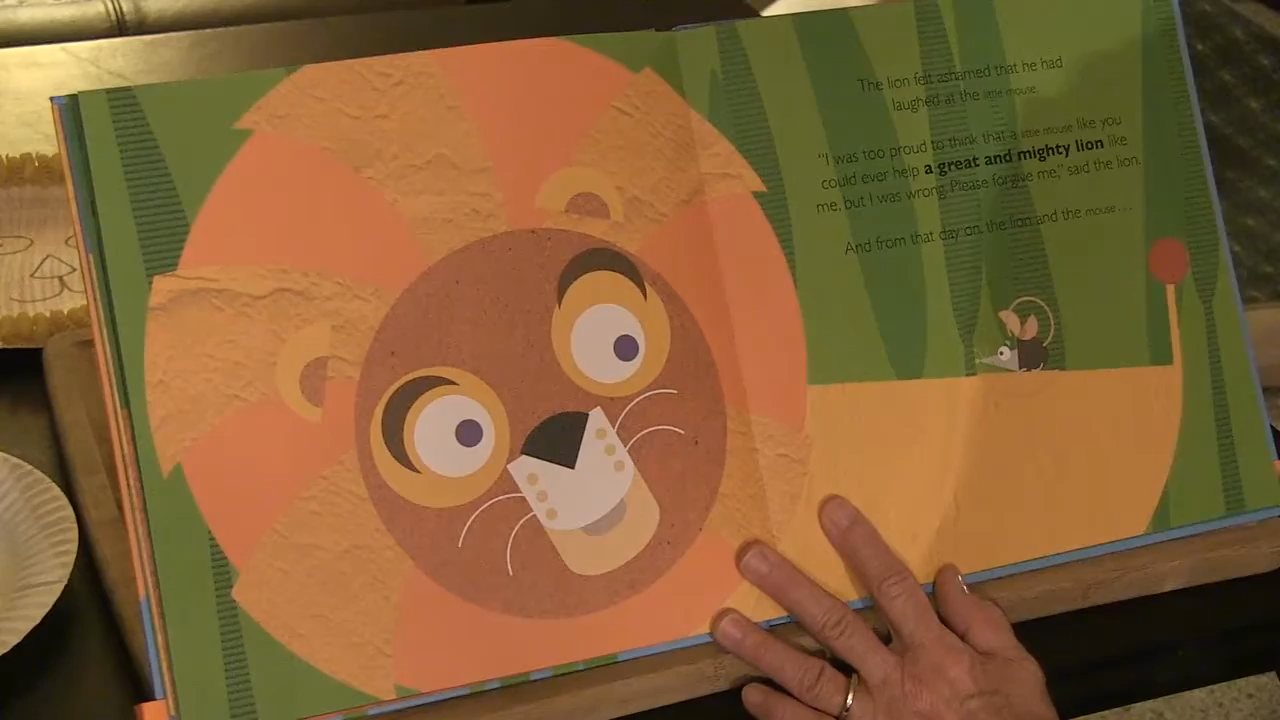 The lion felt ashamed that he had
laughed at the little mouse.
"I was too proud to think that a little mouse like you
could ever help a great and mighty lion like
me, but I was wrong. Please forgive me," said the lion.
And from that day on, the lion and the mouse . . .